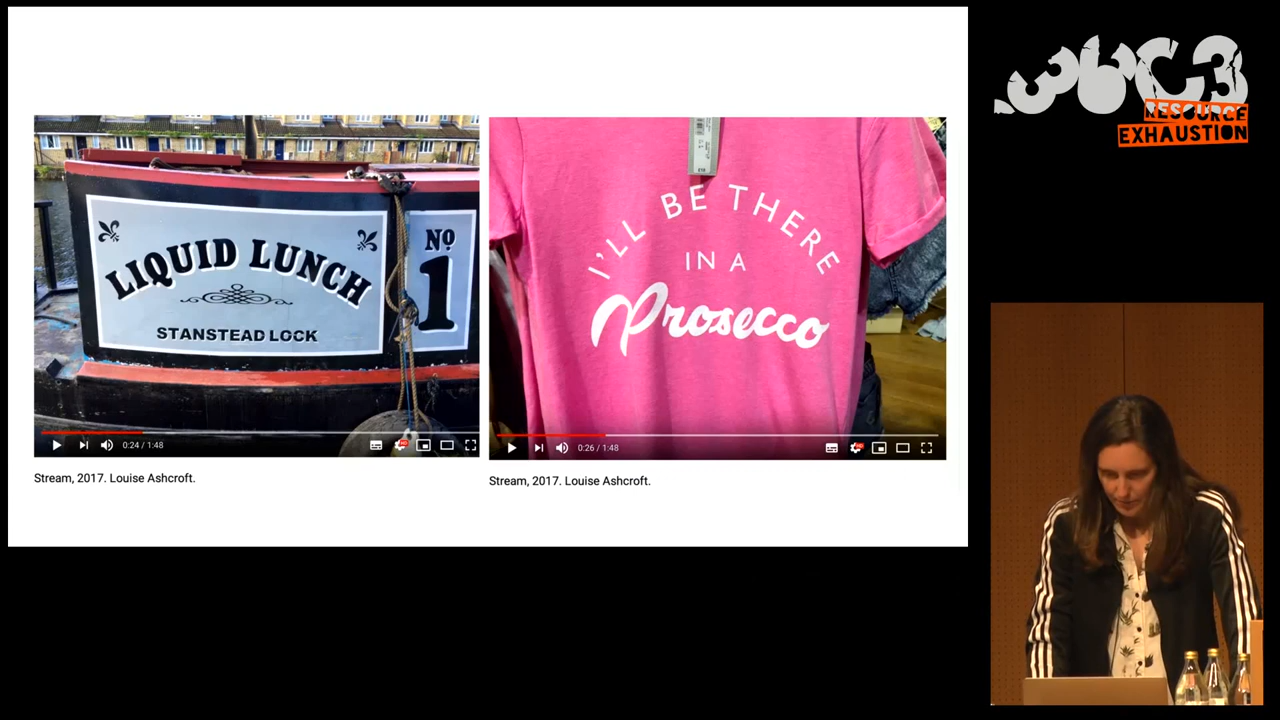 LIQUID LUNCH
STANSTEAD LOCK
Nº
1
0:24 / 1:48
Stream, 2017. Louise Ashcroft.
I'LL BE THERE
IN A
Prosecco
0:26 / 1:48
Stream, 2017. Louise Ashcroft.
36C3
RESOURCE
EXHAUSTION